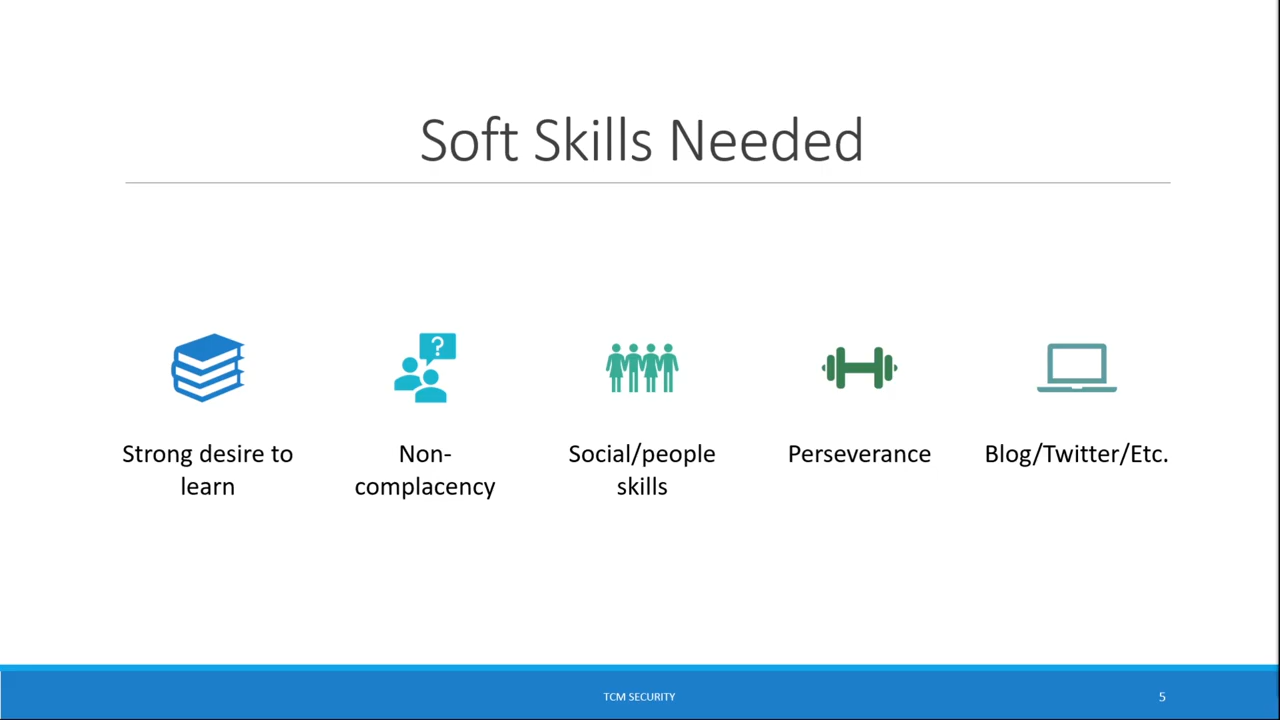 Soft Skills Needed
?
Strong desire to
learn
Non-
complacency
Social/people
skills
Perseverance
Blog/Twitter/Etc.
TCM SECURITY
5